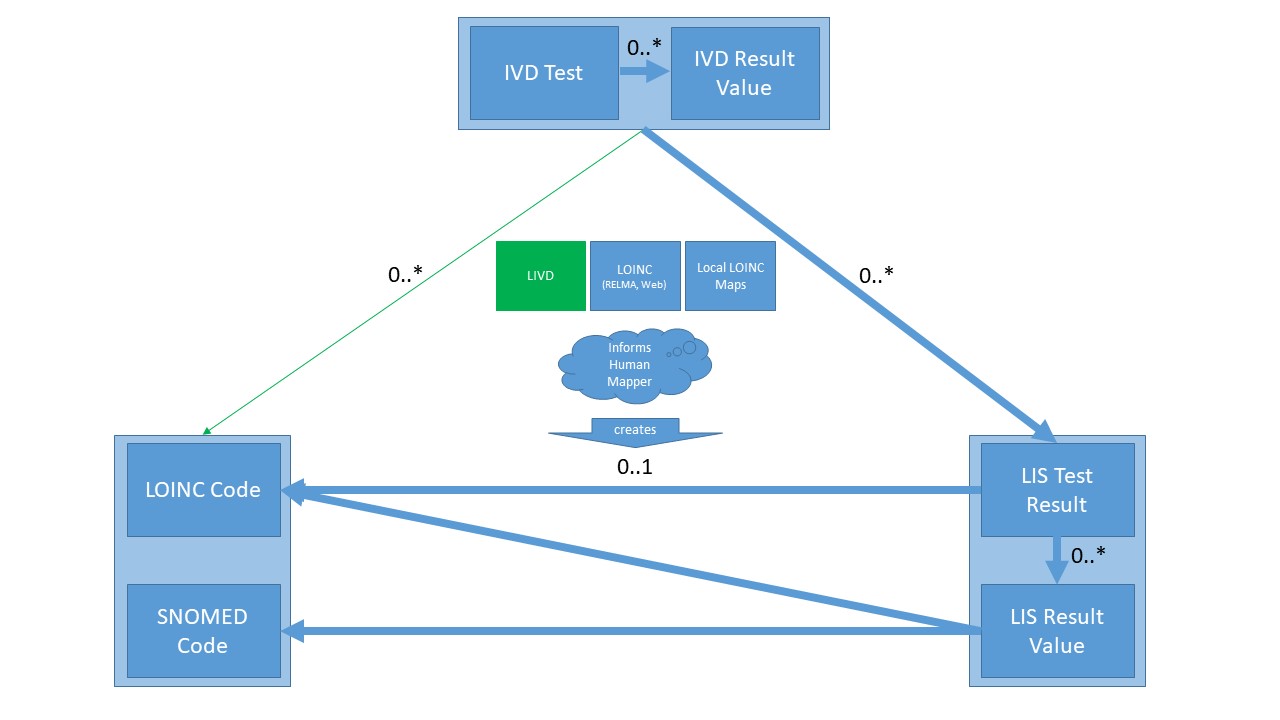 IVD Test
0..*
IVD Result
Value
0..*
0..*
LIVD
LOINC
(RELMA, Web)
Local LOINC
Maps
Informs
Human
Mapper
creates
0..1
LOINC Code
LIS Test
Result
0..*
SNOMED
Code
LIS Result
Value